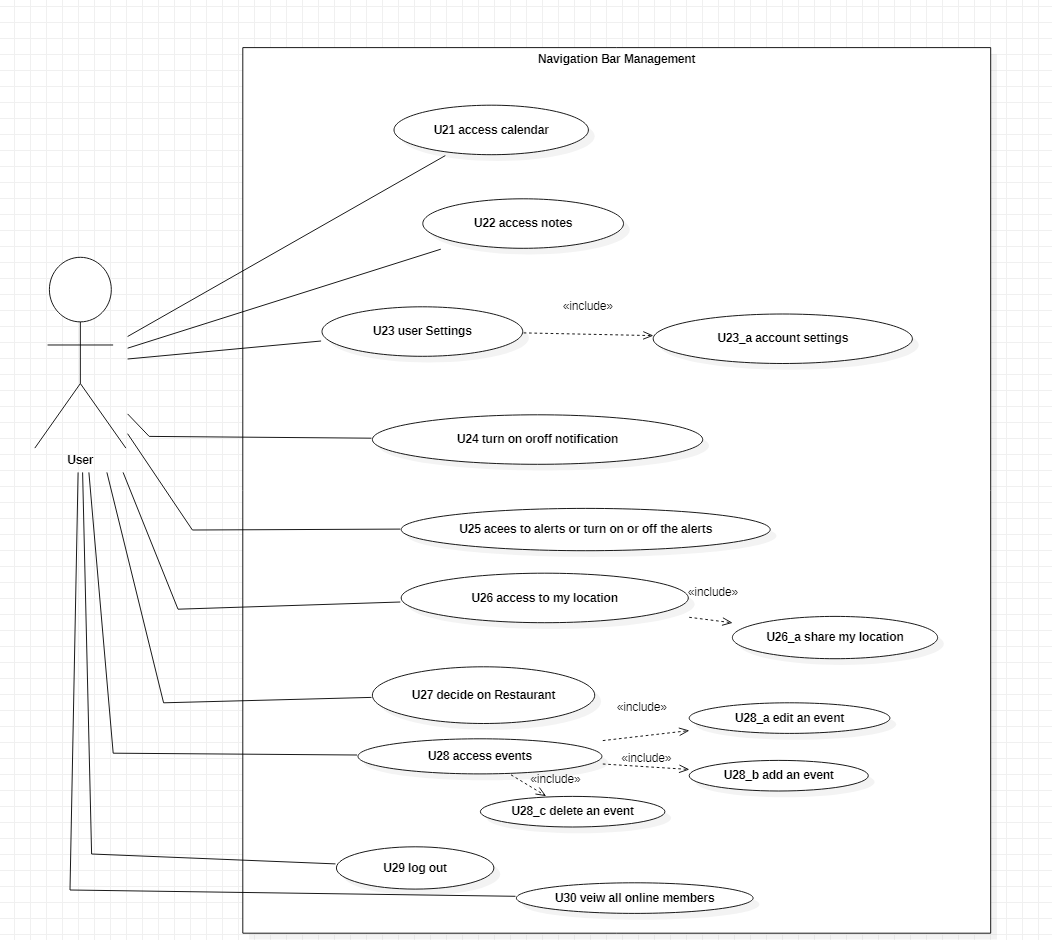 Navigation Bar Management
U21 access calendar
U22 access notes
«include»
U23 user Settings
U23_a account settings
U24 turn on oroff notification
User
U25 acees to alerts or turn on or off the alerts
«include»
U26 access to my location
U26_a share my location
U27 decide on Restaurant
«include»
U28_a edit an event
U28 access events
«include»
U28_b add an event
«include»
U28_c delete an event
U29 log out
U30 veiw all online members